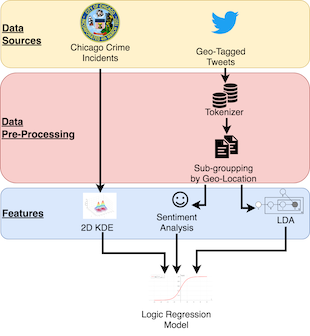 Data
Sources
Chicago Crime
Incidents
Geo-Tagged
Tweets
Data
Pre-Processing
Tokenizer
Sub-groupping
by Geo-Location
Features
2D KDE
Sentiment
Analysis
LDA
Logic Regression
Model